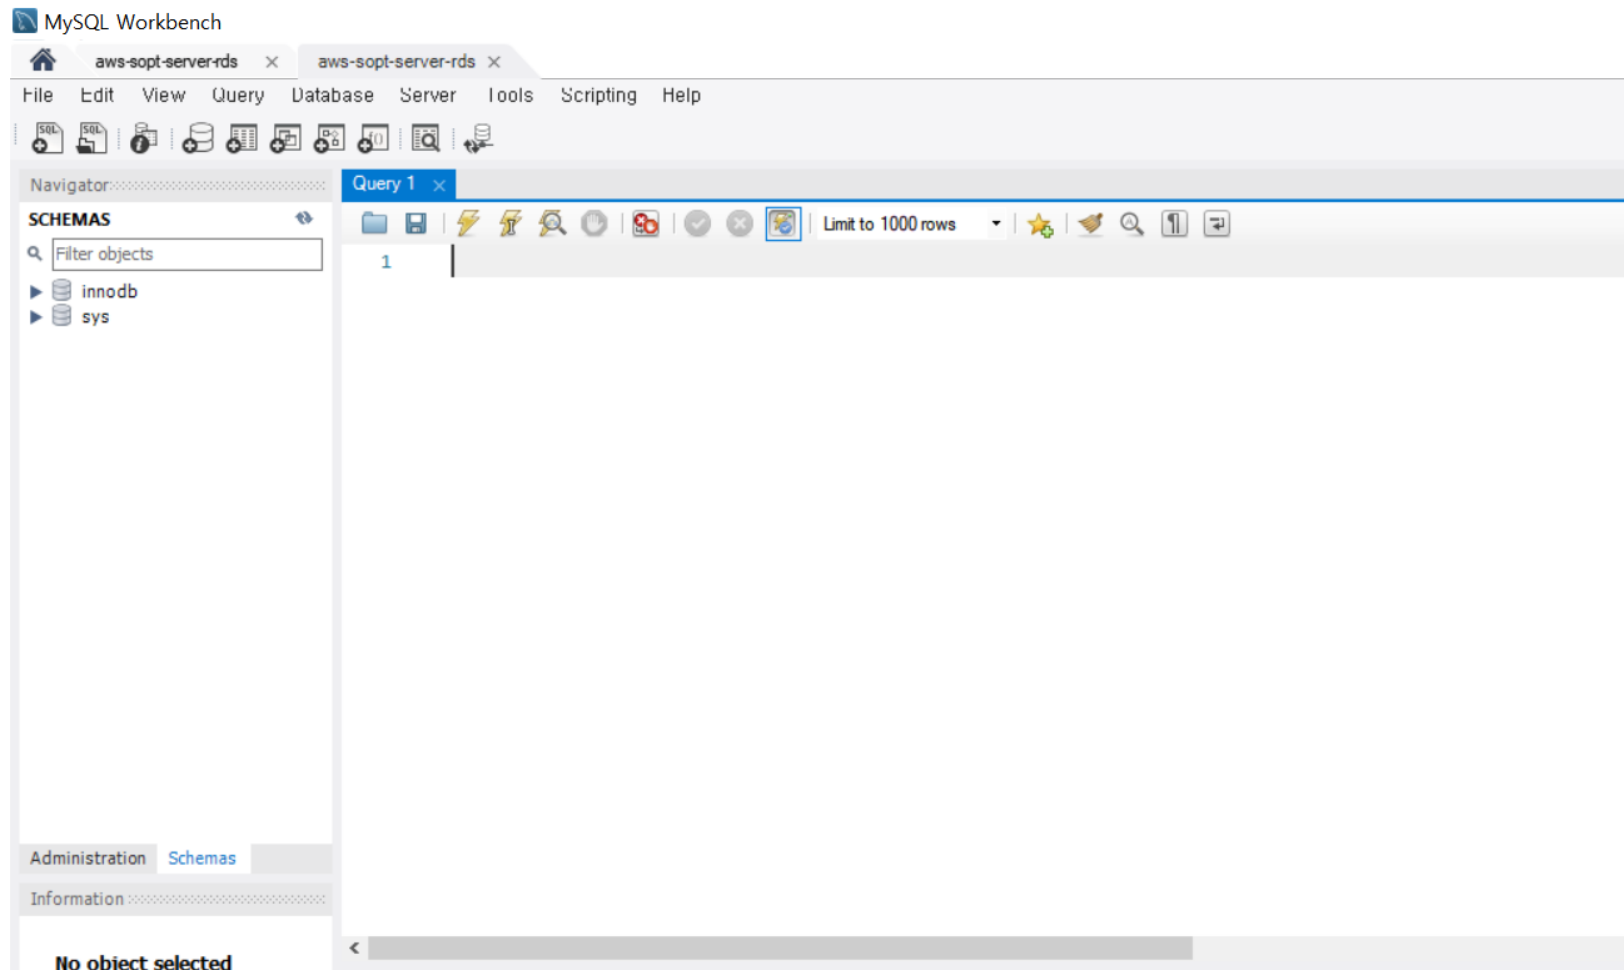 MySQL Workbench
aws-sopt-server-rds
aws-sopt-server-rds
File Edit View Query Database Server Tools Scripting Help
Navigator
Query 1
SCHEMAS
Limit to 1000 rows
Filter objects
1
innodb
sys
Administration Schemas
Information
No object selected